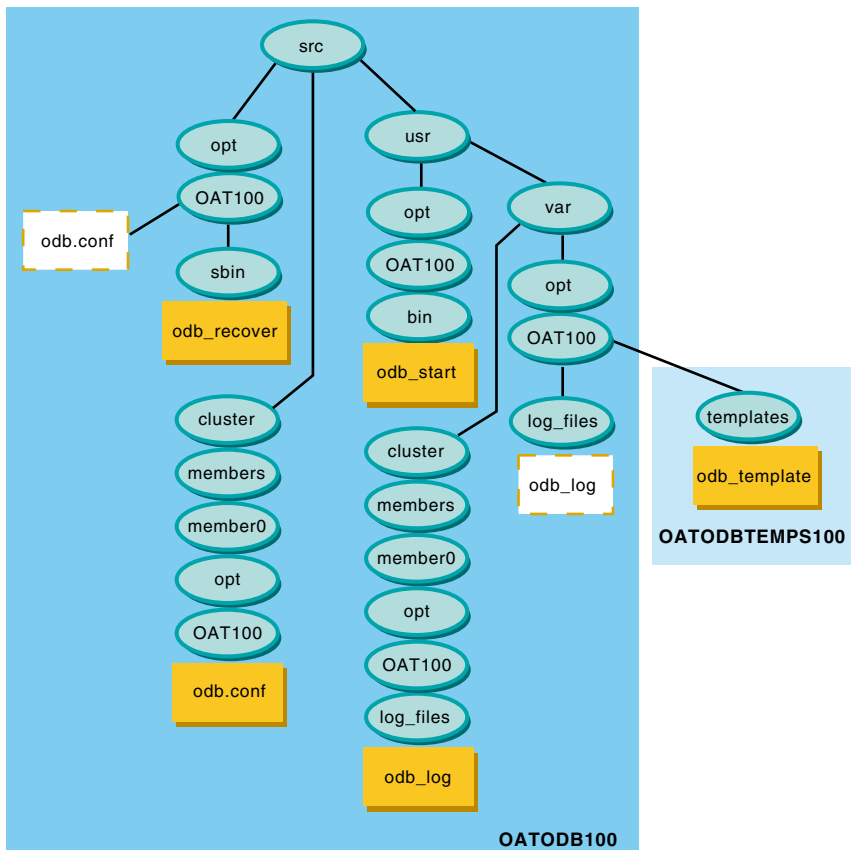 src
opt
usr
OAT100
var
odb.conf
opt
sbin
OAT100
opt
odb_recover
bin
OAT100
odb_start
cluster
log_files
templates
cluster
members
odb_log
odb_template
members
member0
OATODBTEMPS100
member0
opt
opt
OAT100
OAT100
odb.conf
log_files
odb_log
OATODB100